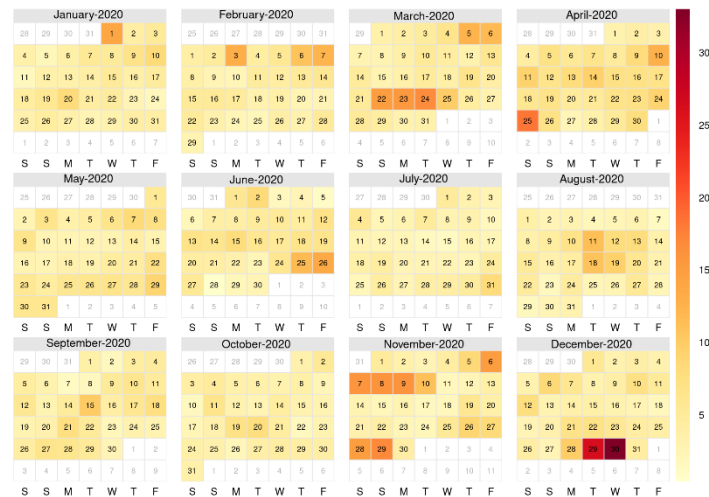 January-2020
28 29 30 31 1 2 3
4 5 6 7 8 9 10
11 12 13 14 15 16 17
18 19 20 21 22 23 24
25 26 27 28 29 30 31
1 2 3 4 5 6 7
S S M T W T F
February-2020
25 26 27 28 29 30 31
1 2 3 4 5 6 7
8 9 10 11 12 13 14
15 16 17 18 19 20 21
22 23 24 25 26 27 28
29 1 2 3 4 5 6
S S M T W T F
March-2020
29 1 2 3 4 5 6
7 8 9 10 11 12 13
14 15 16 17 18 19 20
21 22 23 24 25 26 27
28 29 30 31 1 2 3
4 5 6 7 8 9 10
S S M T W T F
April-2020
28 29 30 31 1 2 3
4 5 6 7 8 9 10
11 12 13 14 15 16 17
18 19 20 21 22 23 24
25 26 27 28 29 30 1
2 3 4 5 6 7 8
S S M T W T F
May-2020
25 26 27 28 29 30 1
2 3 4 5 6 7 8
9 10 11 12 13 14 15
16 17 18 19 20 21 22
23 24 25 26 27 28 29
30 31 1 2 3 4 5
S S M T W T F
June-2020
30 31 1 2 3 4 5
6 7 8 9 10 11 12
13 14 15 16 17 18 19
20 21 22 23 24 25 26
27 28 29 30 1 2 3
4 5 6 7 8 9 10
S S M T W T F
July-2020
27 28 29 30 1 2 3
4 5 6 7 8 9 10
11 12 13 14 15 16 17
18 19 20 21 22 23 24
25 26 27 28 29 30 31
1 2 3 4 5 6 7
S S M T W T F
August-2020
25 26 27 28 29 30 31
1 2 3 4 5 6 7
8 9 10 11 12 13 14
15 16 17 18 19 20 21
22 23 24 25 26 27 28
29 30 31 1 2 3 4
S S M T W T F
September-2020
29 30 31 1 2 3 4
5 6 7 8 9 10 11
12 13 14 15 16 17 18
19 20 21 22 23 24 25
26 27 28 29 30 1 2
3 4 5 6 7 8 9
S S M T W T F
October-2020
26 27 28 29 30 1 2
3 4 5 6 7 8 9
10 11 12 13 14 15 16
17 18 19 20 21 22 23
24 25 26 27 28 29 30
31 1 2 3 4 5 6
S S M T W T F
November-2020
31 1 2 3 4 5 6
7 8 9 10 11 12 13
14 15 16 17 18 19 20
21 22 23 24 25 26 27
28 29 30 1 2 3 4
5 6 7 8 9 10 11
S S M T W T F
December-2020
28 29 30 1 2 3 4
5 6 7 8 9 10 11
12 13 14 15 16 17 18
19 20 21 22 23 24 25
26 27 28 29 30 31 1
2 3 4 5 6 7 8
S S M T W T F
30
25
20
15
10
5